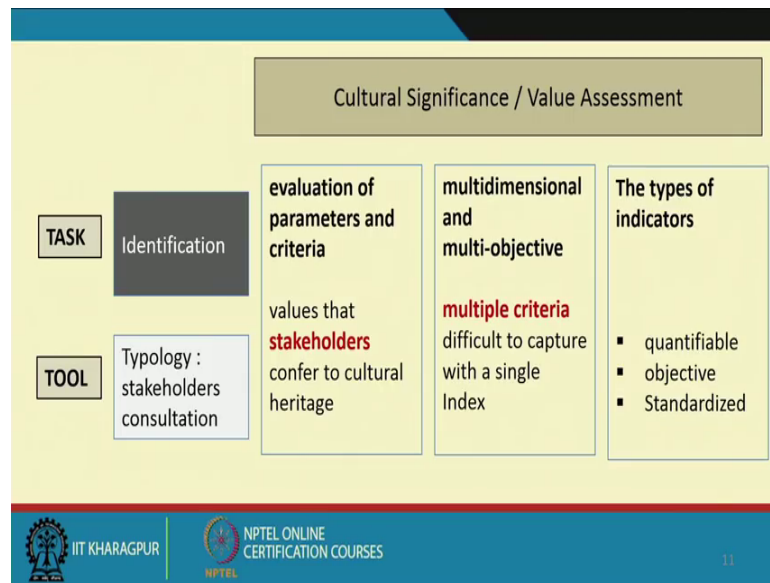 Cultural Significance / Value Assessment
TASK
Identification
TOOL
Typology :
stakeholders
consultation
evaluation of
parameters and
criteria
values that
stakeholders
confer to cultural
heritage
multidimensional
and
multi-objective
multiple criteria
difficult to capture
with a single
Index
The types of
indicators
▪ quantifiable
▪ objective
▪ Standardized
IIT KHARAGPUR
NPTEL
NPTEL ONLINE
CERTIFICATION COURSES
11